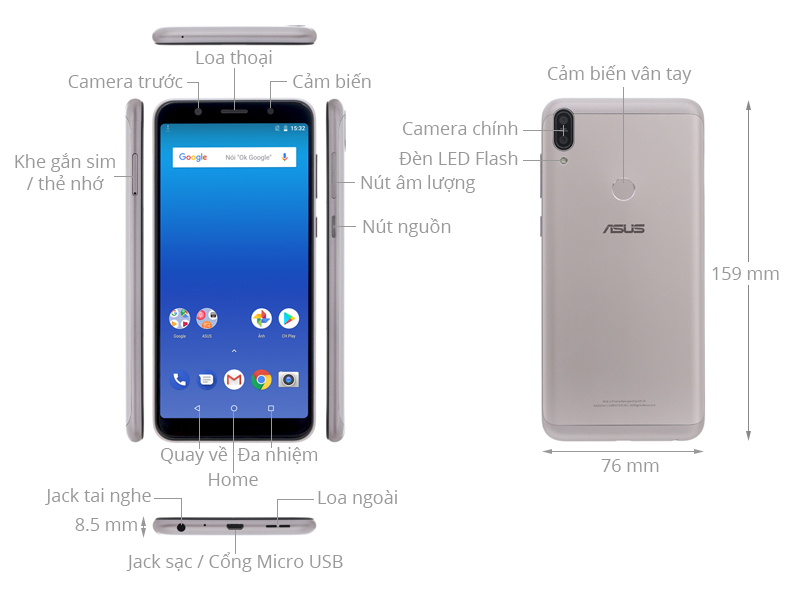 Loa thoại
Camera trước
Cảm biến
Cảm biến vân tay
15:32
Google
Nói "Ok Google"
Camera chính
Đèn LED Flash
Khe gắn sim
/ thẻ nhớ
Nút âm lượng
Nút nguồn
ASUS
159 mm
Google
ASUS
Ảnh
CH Play
Quay về
Đa nhiệm
Home
76 mm
Jack tai nghe
Loa ngoài
8.5 mm
Jack sạc / Cổng Micro USB